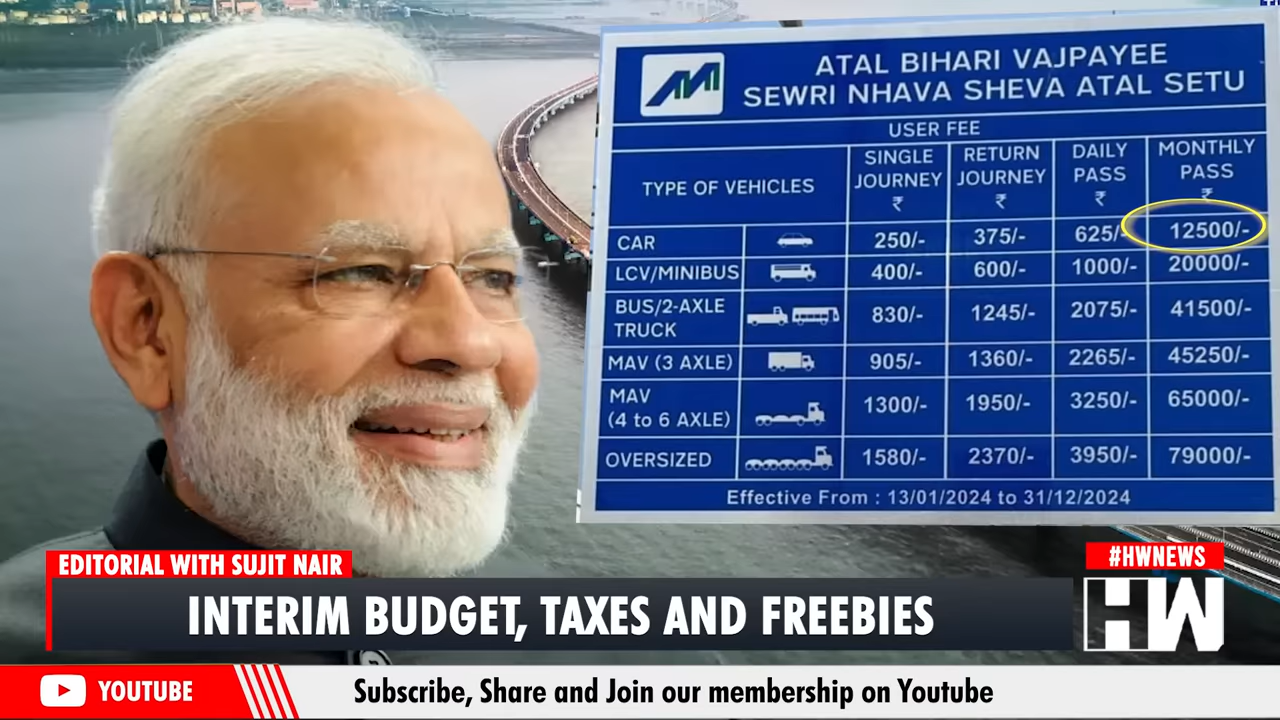 ATAL BIHARI VAJPAYEE
SEWRI NHAVA SHEVA ATAL SETU
USER FEE
TYPE OF VEHICLES
SINGLE JOURNEY ₹
RETURN JOURNEY ₹
DAILY PASS ₹
MONTHLY PASS ₹
CAR 250/- 375/- 625/- 12500/-
LCV/MINIBUS 400/- 600/- 1000/- 20000/-
BUS/2-AXLE TRUCK 830/- 1245/- 2075/- 41500/-
MAV (3 AXLE) 905/- 1360/- 2265/- 45250/-
MAV (4 to 6 AXLE) 1300/- 1950/- 3250/- 65000/-
OVERSIZED 1580/- 2370/- 3950/- 79000/-
Effective From : 13/01/2024 to 31/12/2024
EDITORIAL WITH SUJIT NAIR
INTERIM BUDGET, TAXES AND FREEBIES
#HWNEWS
HW
YOUTUBE
Subscribe, Share and Join our membership on Youtube